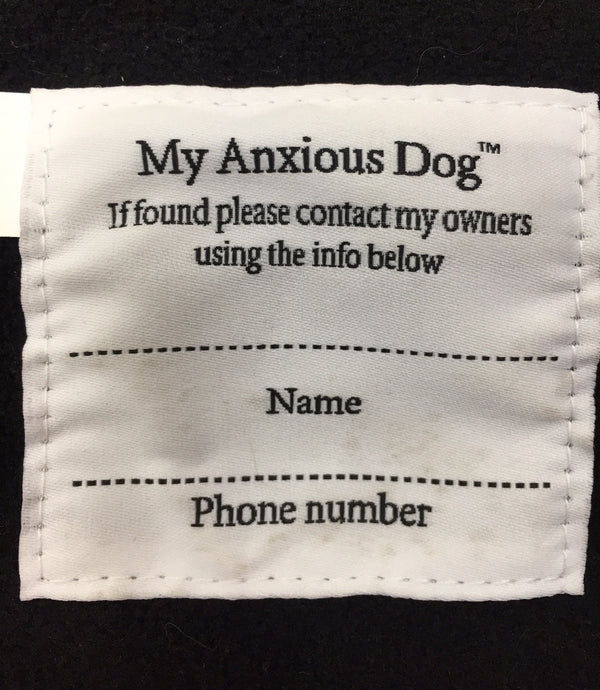 My Anxious Dog™
If found please contact my owners
using the info below
Name
Phone number